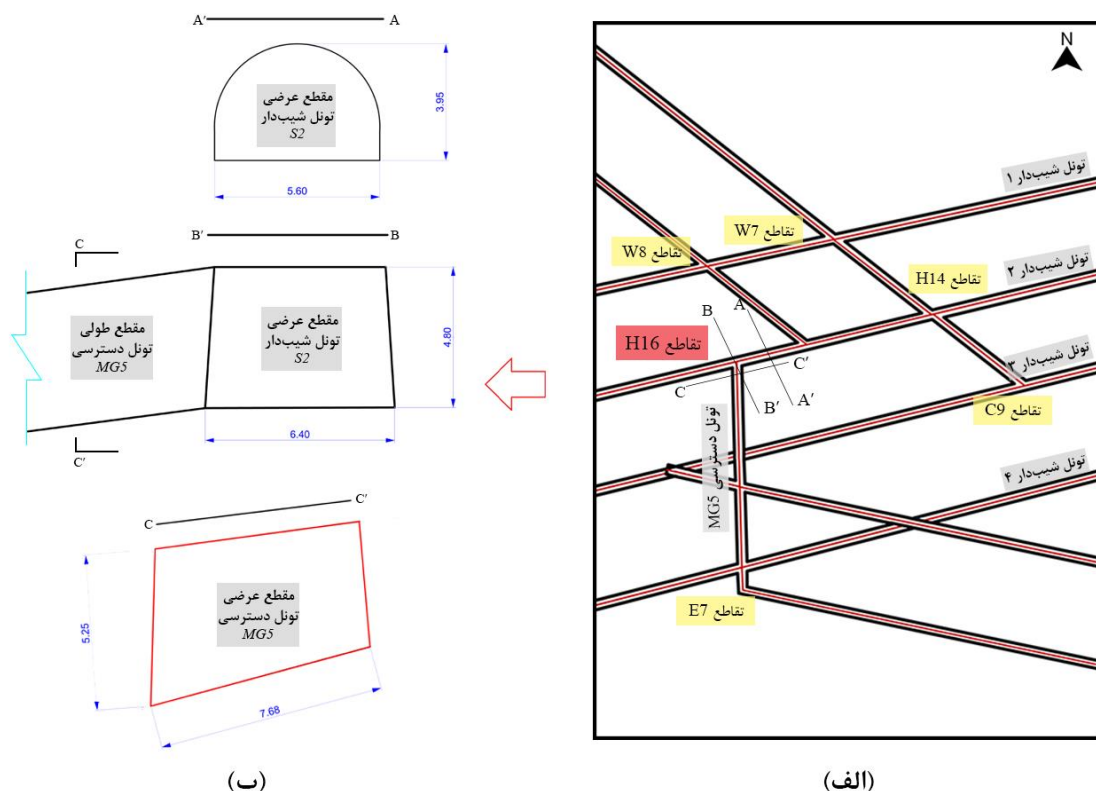 A′
A
مقطع عرضی
تونل شیب‌دار
S2
3.95
5.60
B′
B
C
مقطع طولی
تونل دسترسی
MG5
مقطع عرضی
تونل شیب‌دار
S2
4.80
C′
6.40
C
C′
مقطع عرضی
تونل دسترسی
MG5
5.25
7.68
(ب)
N
تونل شیب‌دار ۱
تقاطع W7
تقاطع W8
تونل شیب‌دار ۲
تقاطع H14
A
B
تقاطع H16
C′
تونل شیب‌دار ۳
C
B′
A′
تقاطع C9
تونل دسترسی MG5
تونل شیب‌دار ۴
تقاطع E7
(الف)